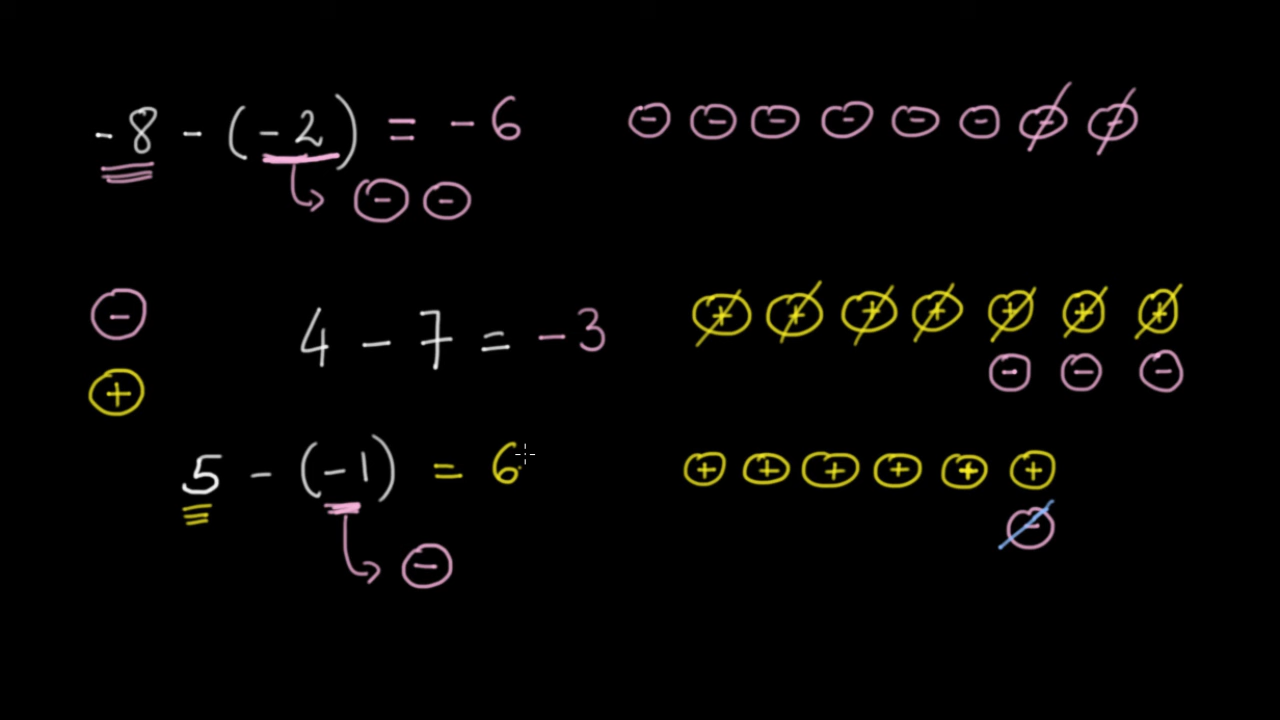 -8 - (-2) = -6 ⊖ ⊖ ⊖ ⊖ ⊖ ⊖ ⊖ ⊖
⊖ ⊖
⊖ 4 - 7 = -3 ⊕ ⊕ ⊕ ⊕ ⊕ ⊕ ⊕
⊕ ⊖ ⊖ ⊖
5 - (-1) = 6 ⊕ ⊕ ⊕ ⊕ ⊕ ⊕
⊖
⊖